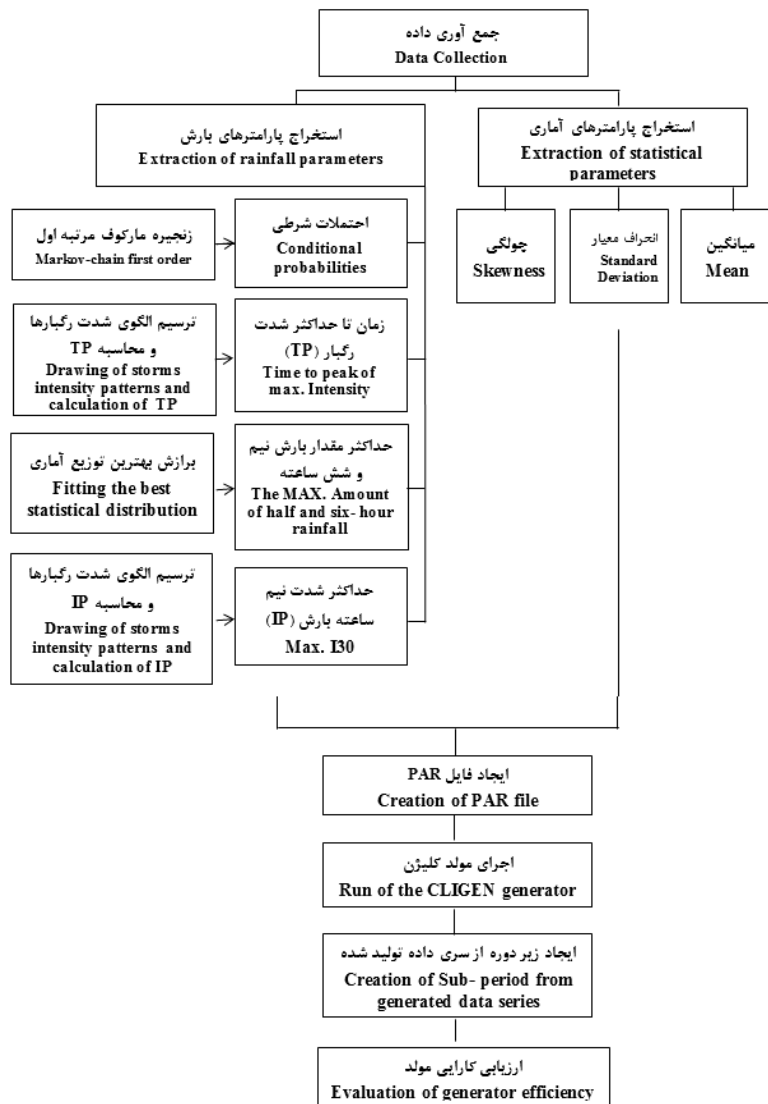 جمع آوری داده
Data Collection
استخراج پارامترهای بارش
Extraction of rainfall parameters
استخراج پارامترهای آماری
Extraction of statistical
parameters
زنجیره مارکوف مرتبه اول
Markov-chain first order
احتملات شرطی
Conditional
probabilities
چولگی
Skewness
انحراف معیار
Standard
Deviation
میانگین
Mean
ترسیم الگوی شدت رگبارها
و محاسبه TP
Drawing of storms
intensity patterns and
calculation of TP
زمان تا حداکثر شدت
رگبار (TP)
Time to peak of
max. Intensity
برازش بهترین توزیع آماری
Fitting the best
statistical distribution
حداکثر مقدار بارش نیم
و شش ساعته
The MAX. Amount
of half and six- hour
rainfall
ترسیم الگوی شدت رگبارها
و محاسبه IP
Drawing of storms
intensity patterns and
calculation of IP
حداکثر شدت نیم
ساعته بارش (IP)
Max. I30
ایجاد فایل PAR
Creation of PAR file
اجرای مولد کلیژن
Run of the CLIGEN generator
ایجاد زیر دوره از سری داده تولید شده
Creation of Sub- period from
generated data series
ارزیابی کارایی مولد
Evaluation of generator efficiency